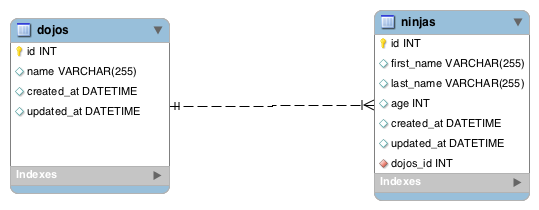 dojos
id INT
name VARCHAR(255)
created_at DATETIME
updated_at DATETIME
Indexes
ninjas
id INT
first_name VARCHAR(255)
last_name VARCHAR(255)
age INT
created_at DATETIME
updated_at DATETIME
dojos_id INT
Indexes